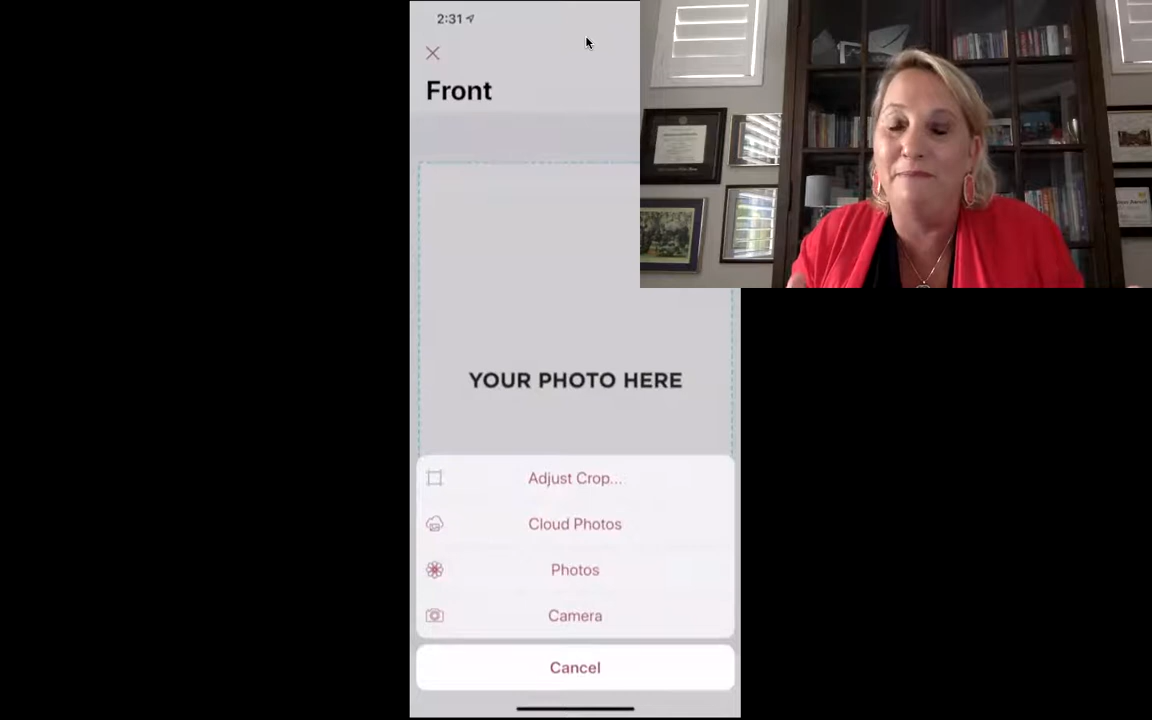 2:31
Front
YOUR PHOTO HERE
Adjust Crop...
Cloud Photos
Photos
Camera
Cancel